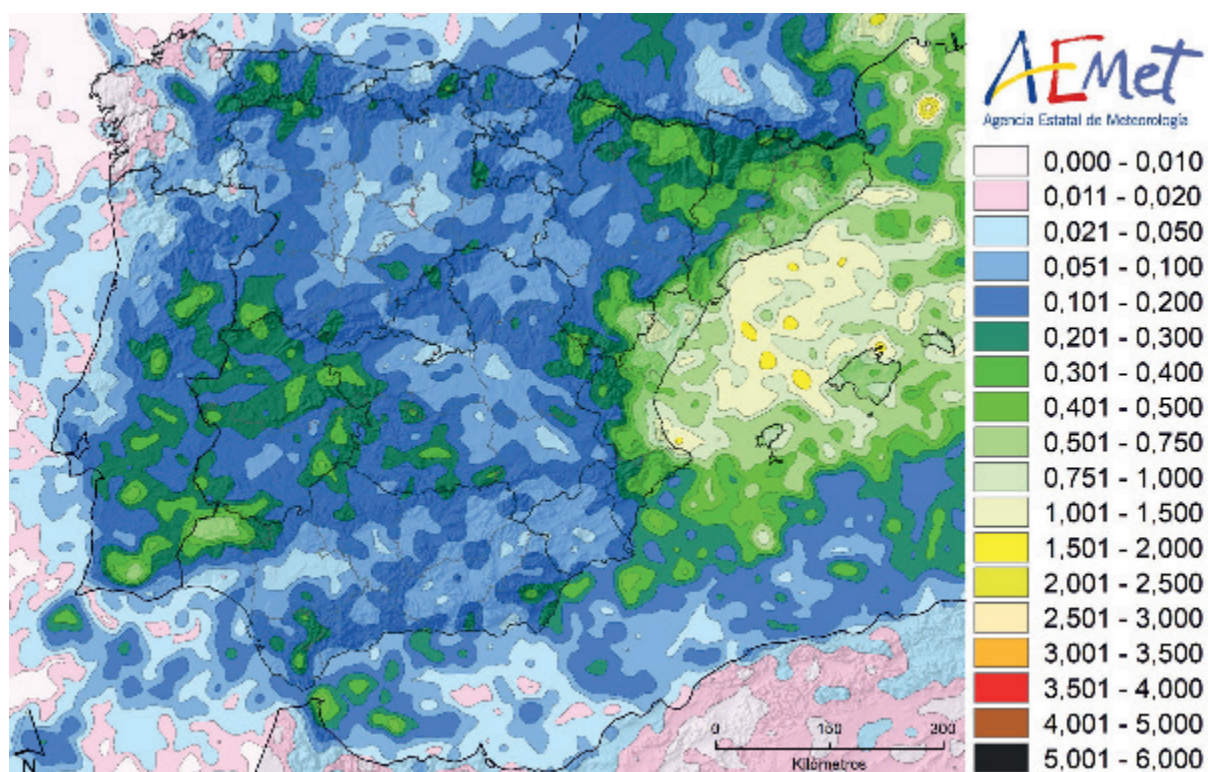 AEMet
Agencia Estatal de Meteorología
0,000 - 0,010
0,011 - 0,020
0,021 - 0,050
0,051 - 0,100
0,101 - 0,200
0,201 - 0,300
0,301 - 0,400
0,401 - 0,500
0,501 - 0,750
0,751 - 1,000
1,001 - 1,500
1,501 - 2,000
2,001 - 2,500
2,501 - 3,000
3,001 - 3,500
3,501 - 4,000
4,001 - 5,000
5,001 - 6,000
0 150 300
Kilómetros
N